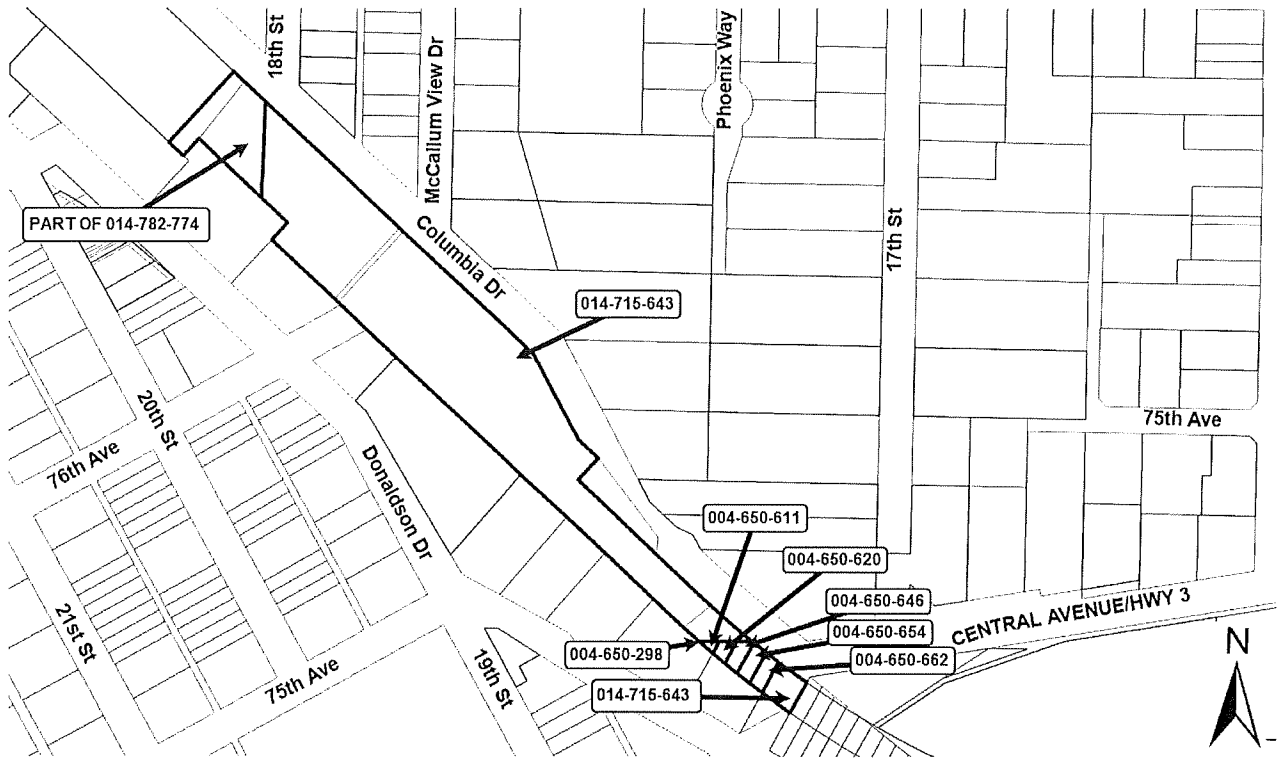 18th St
McCallum View Dr
Phoenix Way
PART OF 014-782-774
Columbia Dr
17th St
014-715-643
20th St
76th Ave
75th Ave
Donaldson Dr
004-650-611
004-650-620
004-650-646
004-650-654
004-650-662
CENTRAL AVENUE/HWY 3
004-650-298
014-715-643
21st St
75th Ave
19th St
N